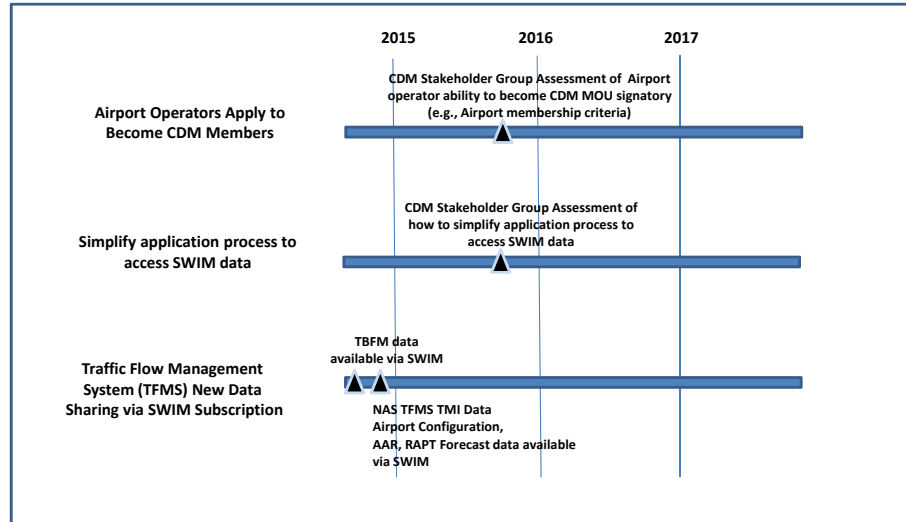 2015 2016 2017
CDM Stakeholder Group Assessment of Airport
operator ability to become CDM MOU signatory
(e.g., Airport membership criteria)
Airport Operators Apply to
Become CDM Members
CDM Stakeholder Group Assessment of
how to simplify application process to
access SWIM data
Simplify application process to
access SWIM data
TBFM data
available via SWIM
Traffic Flow Management
System (TFMS) New Data
Sharing via SWIM Subscription
NAS TFMS TMI Data
Airport Configuration,
AAR, RAPT Forecast data available
via SWIM